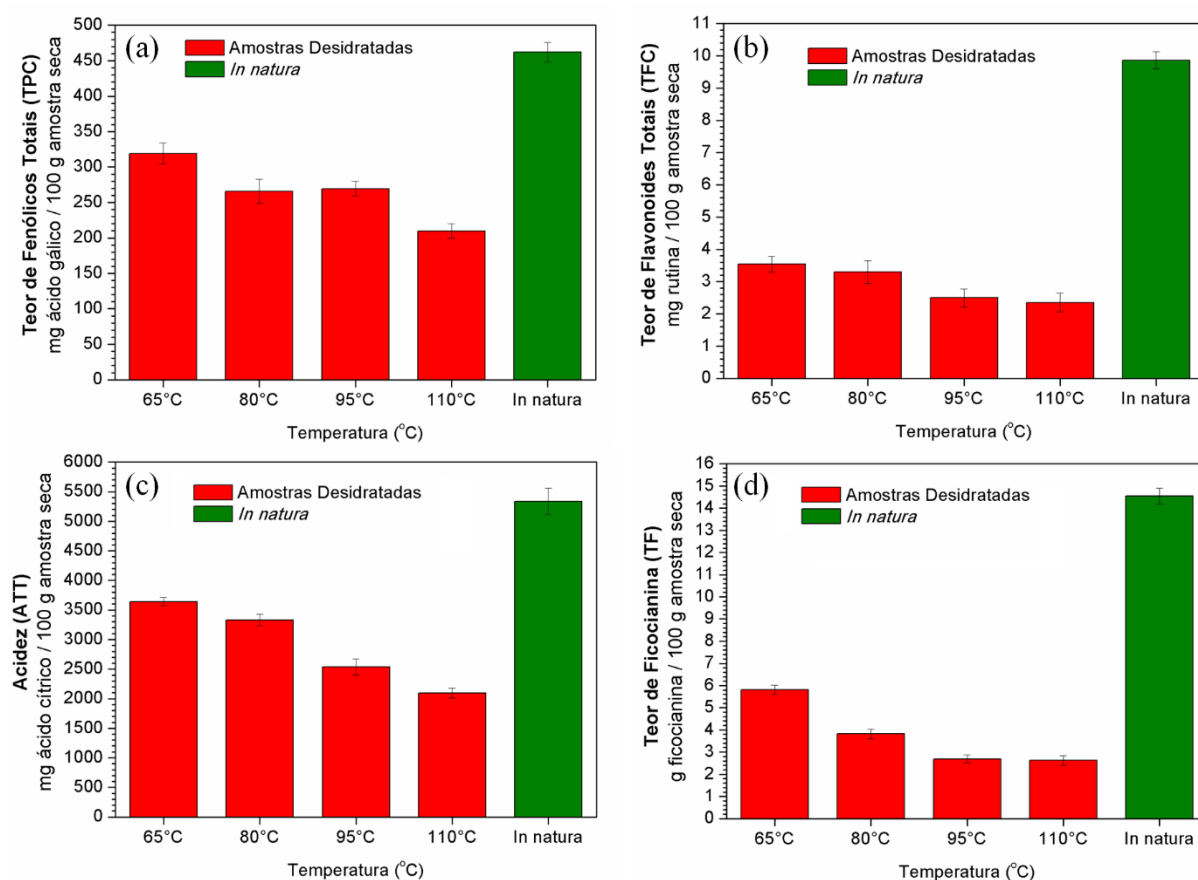 (a)
Amostras Desidratadas
In natura
Teor de Fenólicos Totais (TPC)
mg ácido gálico / 100 g amostra seca
500
450
400
350
300
250
200
150
100
50
0
65°C 80°C 95°C 110°C In natura
Temperatura (°C)
(b)
Amostras Desidratadas
In natura
Teor de Flavonoides Totais (TFC)
mg rutina / 100 g amostra seca
11
10
9
8
7
6
5
4
3
2
1
0
65°C 80°C 95°C 110°C In natura
Temperatura (°C)
(c)
Amostras Desidratadas
In natura
Acidez (ATT)
mg ácido cítrico / 100 g amostra seca
6000
5500
5000
4500
4000
3500
3000
2500
2000
1500
1000
500
0
65°C 80°C 95°C 110°C In natura
Temperatura (°C)
(d)
Amostras Desidratadas
In natura
Teor de Ficocianina (TF)
g ficocianina / 100 g amostra seca
16
15
14
13
12
11
10
9
8
7
6
5
4
3
2
1
0
65°C 80°C 95°C 110°C In natura
Temperatura (°C)